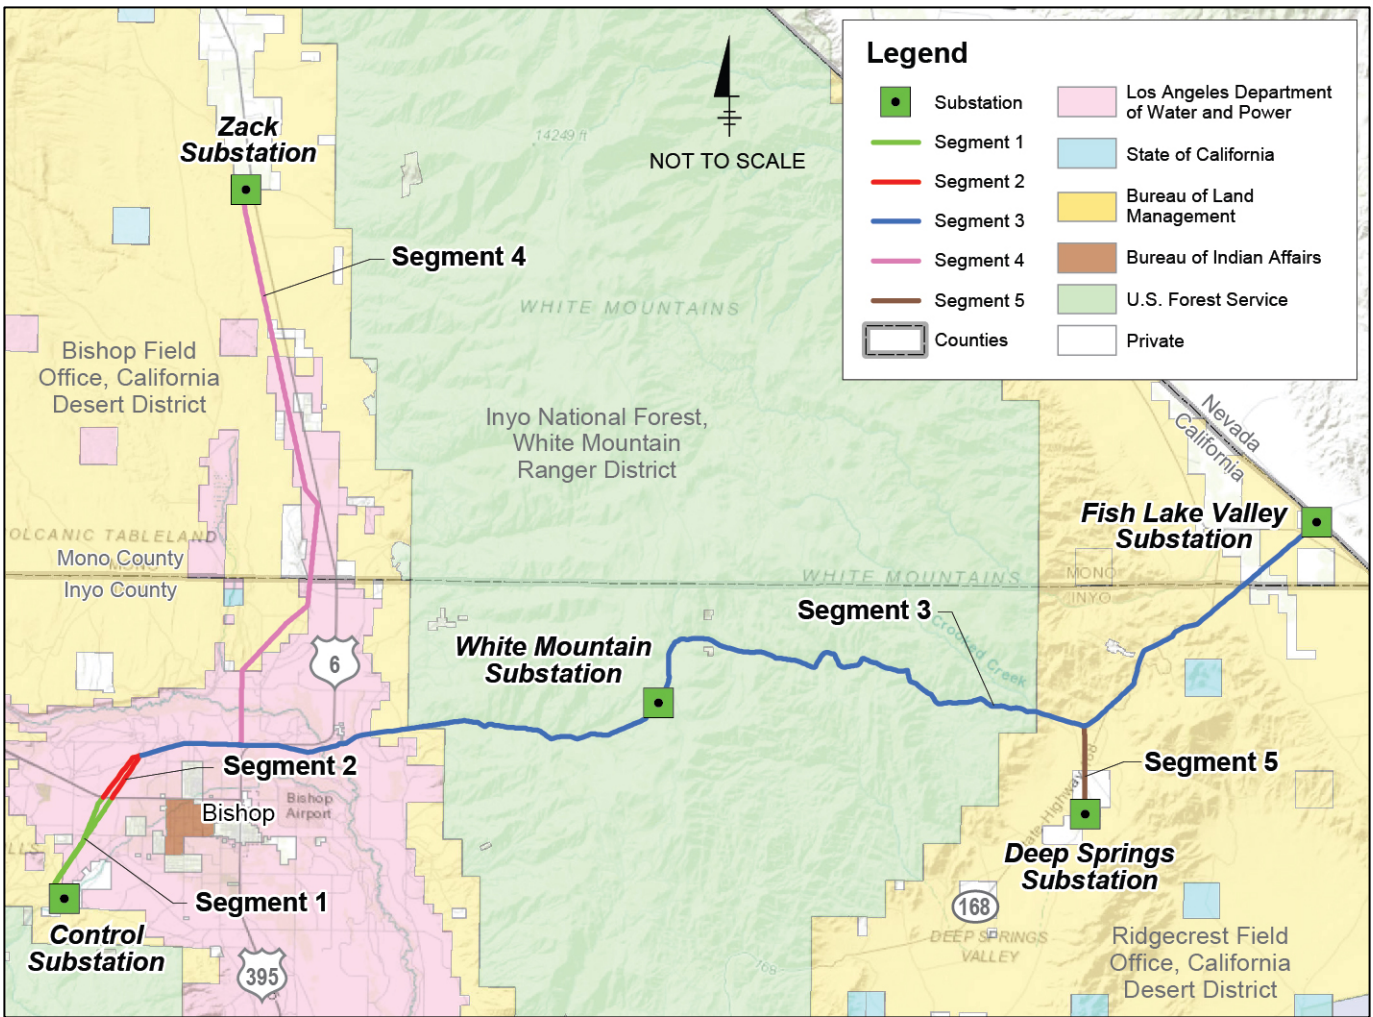 Legend
Substation
Segment 1
Segment 2
Segment 3
Segment 4
Segment 5
Counties
Los Angeles Department
of Water and Power
State of California
Bureau of Land
Management
Bureau of Indian Affairs
U.S. Forest Service
Private
NOT TO SCALE
14249 ft
Zack
Substation
Segment 4
WHITE MOUNTAINS
Bishop Field
Office, California
Desert District
Inyo National Forest,
White Mountain
Ranger District
Nevada
California
Fish Lake Valley
Substation
OLCANIC TABLELAND
Mono County
MONO
Inyo County
WHITE MOUNTAINS
MONO
INYO
Segment 3
Crooked Creek
6
White Mountain
Substation
Segment 2
Segment 5
Bishop
Bishop
Airport
ate Highway
LLS
Deep Springs
Substation
Segment 1
168
Control
Substation
395
DEEP SPRINGS
VALLEY
168
Ridgecrest Field
Office, California
Desert District